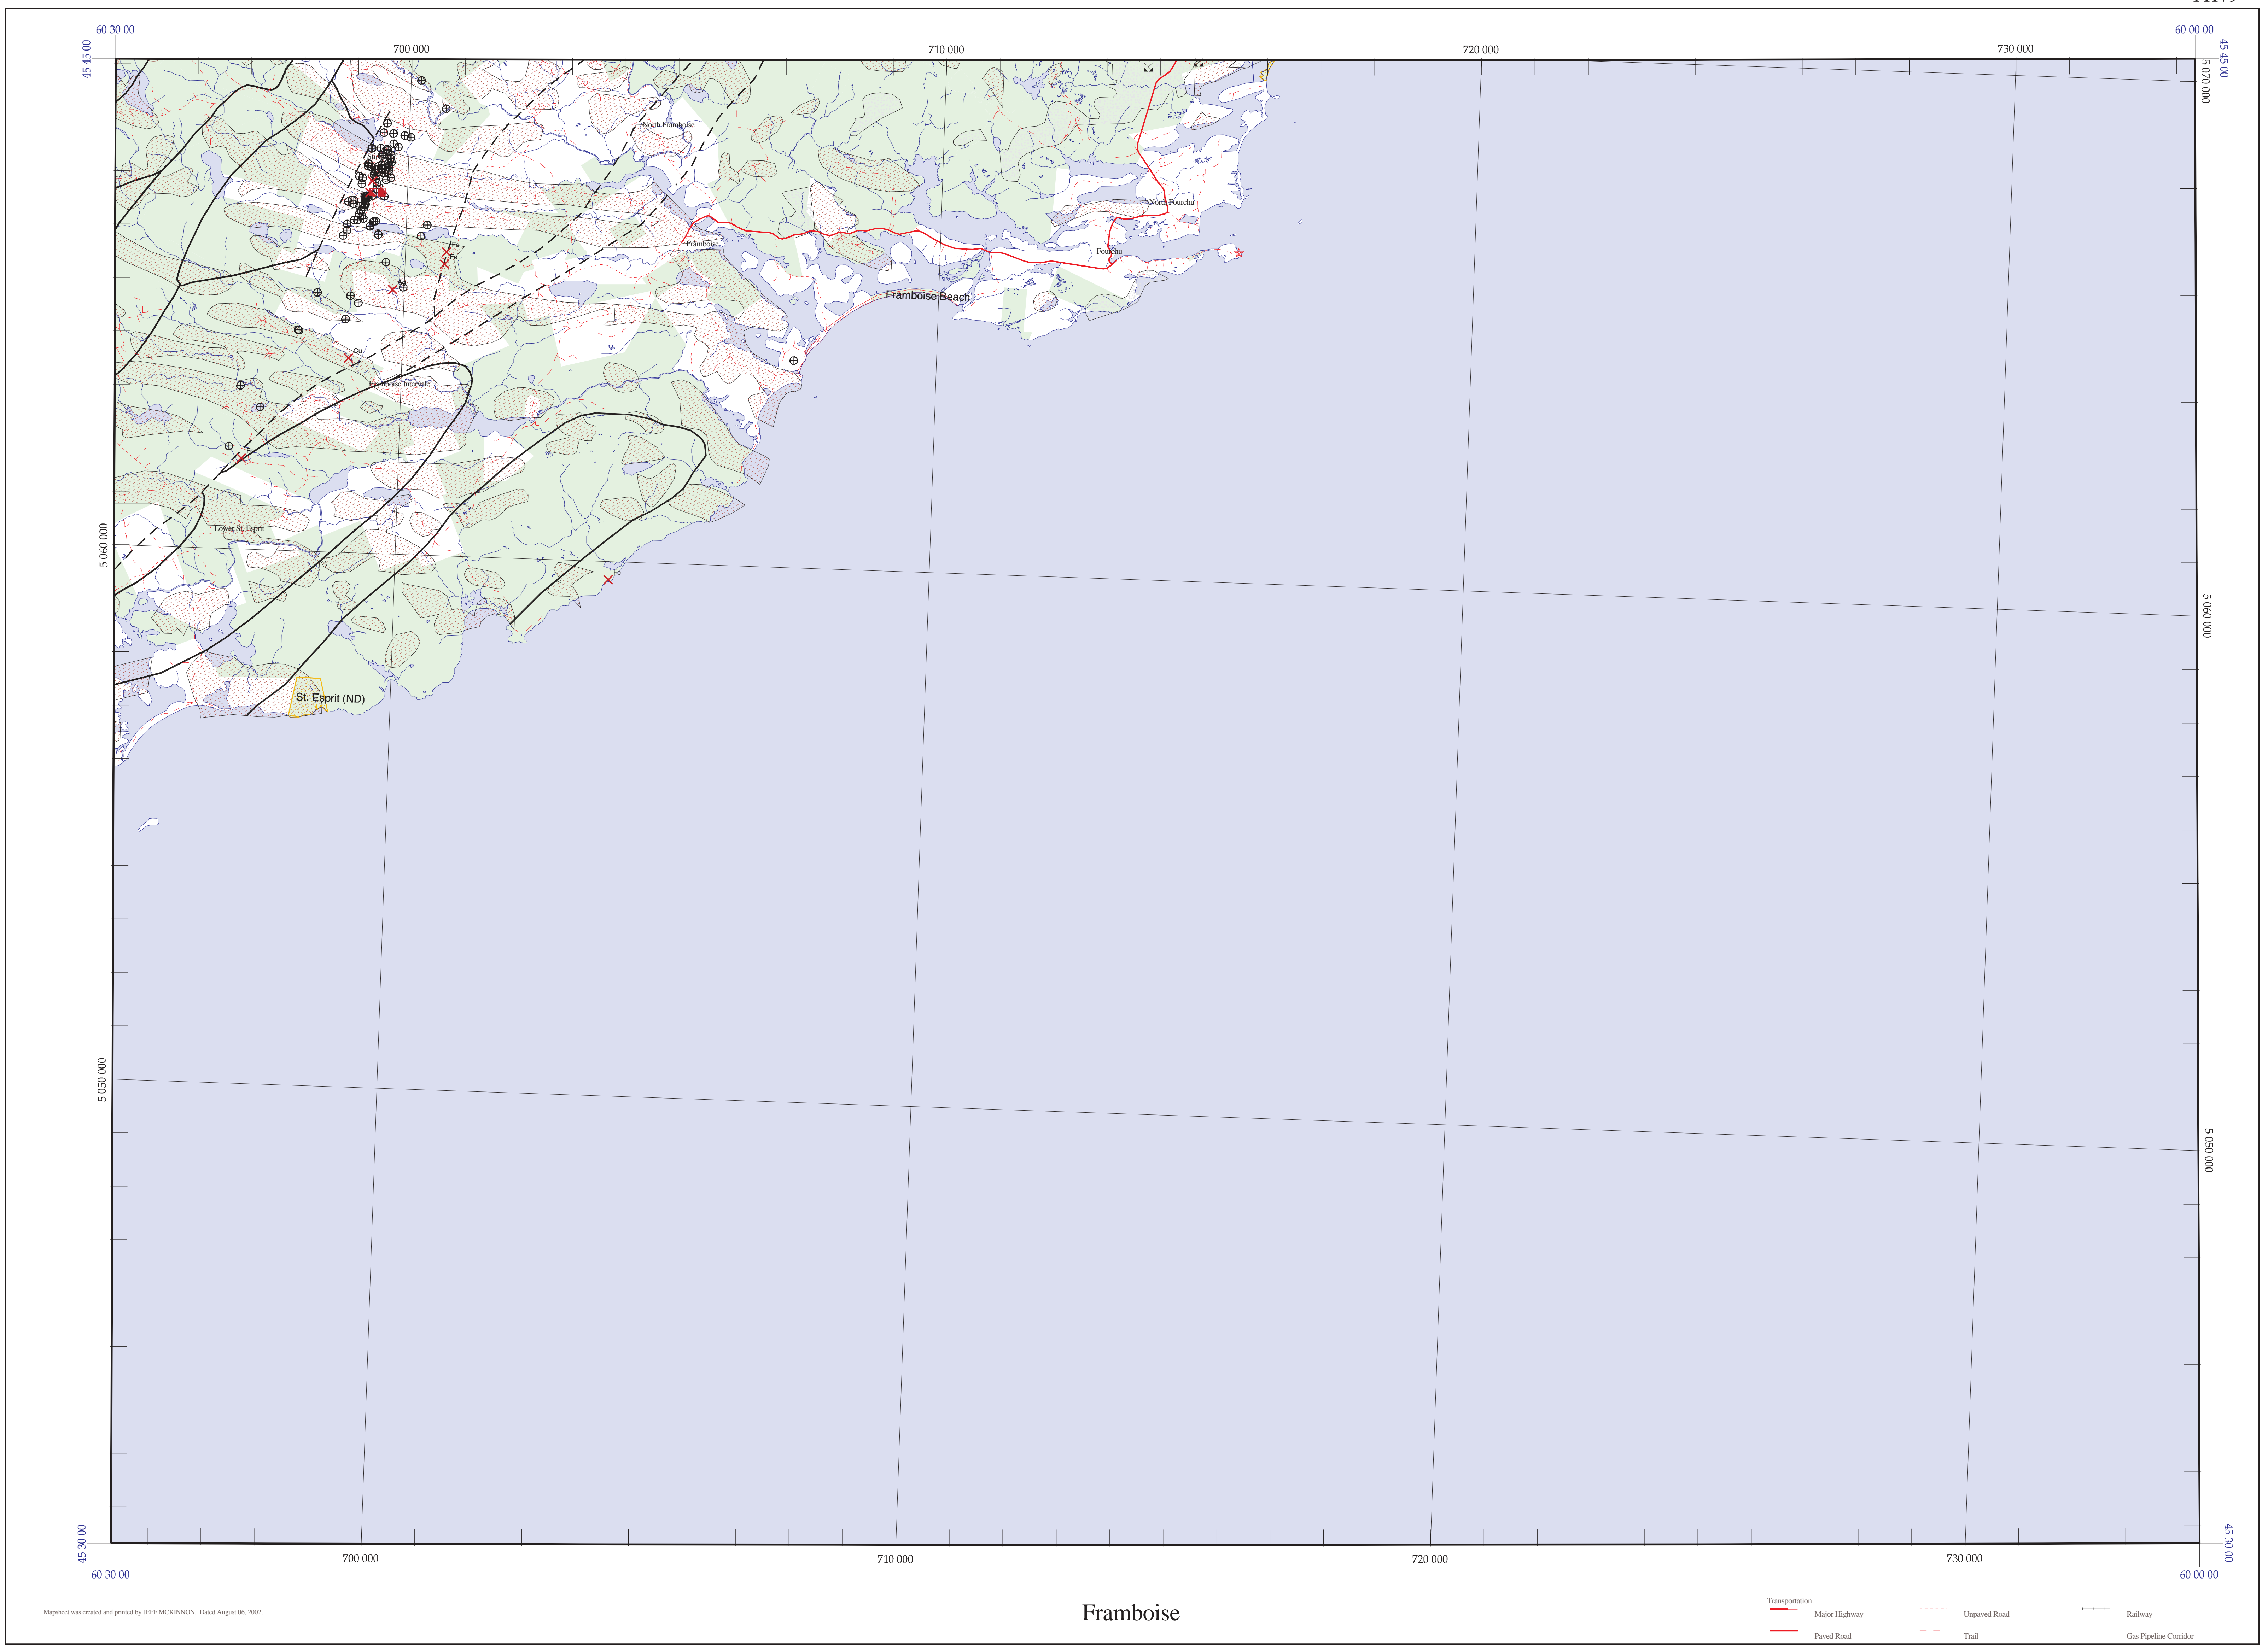 60 30 00
60 00 00
45 45 00
700 000
710 000
720 000
730 000
45 45 00
5 070 000
North Framboise
North Fourchu
Framboise
Fourchu
Fe
Framboise Beach
Cu
Framboise Intervale
Lower St. Esprit
5 060 000
Fe
5 060 000
St. Esprit (ND)
5 050 000
5 050 000
45 30 00
45 30 00
700 000
710 000
720 000
730 000
60 30 00
60 00 00
Mapsheet was created and printed by JEFF MCKINNON. Dated August 06, 2002.
Framboise
Transportation
Major Highway
Unpaved Road
Railway
Paved Road
Trail
Gas Pipeline Corridor